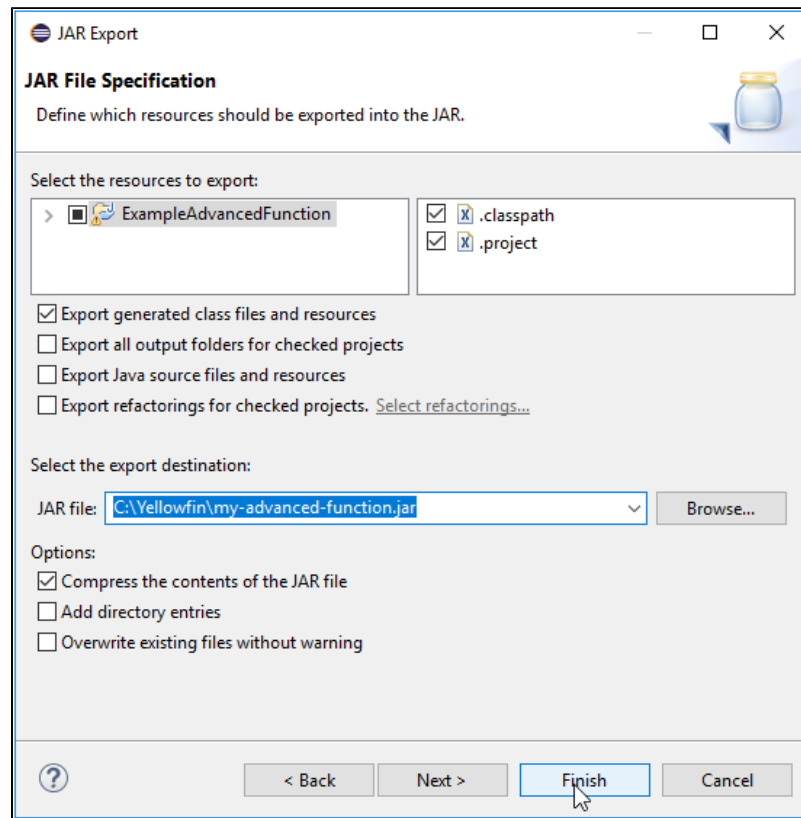 JAR Export
JAR File Specification
Define which resources should be exported into the JAR.
Select the resources to export:
ExampleAdvancedFunction
.classpath
.project
Export generated class files and resources
Export all output folders for checked projects
Export Java source files and resources
Export refactorings for checked projects. Select refactorings...
Select the export destination:
JAR file: C:\Yellowfin\my-advanced-function.jar Browse...
Options:
Compress the contents of the JAR file
Add directory entries
Overwrite existing files without warning
? < Back Next > Finish Cancel